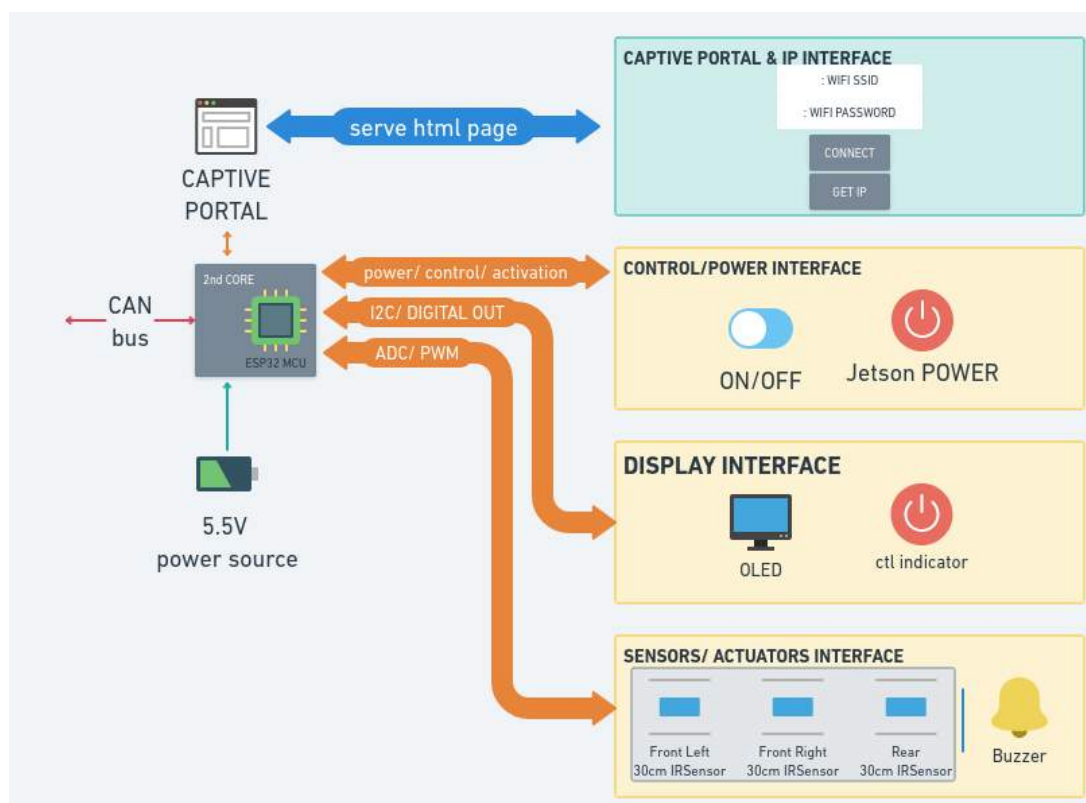 CAPTIVE PORTAL & IP INTERFACE
: WIFI SSID
: WIFI PASSWORD
CONNECT
GET IP
serve html page
CAPTIVE
PORTAL
2nd CORE
ESP32 MCU
CAN
bus
5.5V
power source
power/ control/ activation
I2C/ DIGITAL OUT
ADC/ PWM
CONTROL/POWER INTERFACE
ON/OFF
Jetson POWER
DISPLAY INTERFACE
OLED
ctl indicator
SENSORS/ ACTUATORS INTERFACE
Front Left
30cm IRSensor
Front Right
30cm IRSensor
Rear
30cm IRSensor
Buzzer